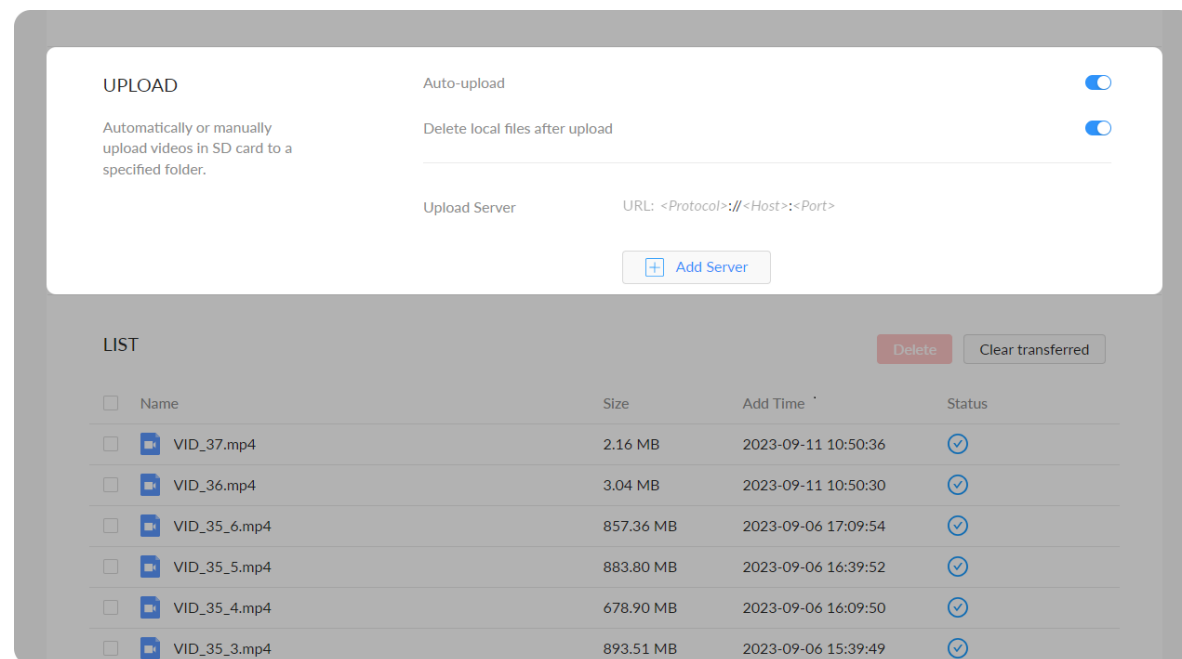 UPLOAD
Automatically or manually
upload videos in SD card to a
specified folder.
Auto-upload
Delete local files after upload
Upload Server
URL: <Protocol>://<Host>:<Port>
Add Server
LIST
Delete
Clear transferred
Name Size Add Time Status
VID_37.mp4 2.16 MB 2023-09-11 10:50:36
VID_36.mp4 3.04 MB 2023-09-11 10:50:30
VID_35_6.mp4 857.36 MB 2023-09-06 17:09:54
VID_35_5.mp4 883.80 MB 2023-09-06 16:39:52
VID_35_4.mp4 678.90 MB 2023-09-06 16:09:50
VID_35_3.mp4 893.51 MB 2023-09-06 15:39:49